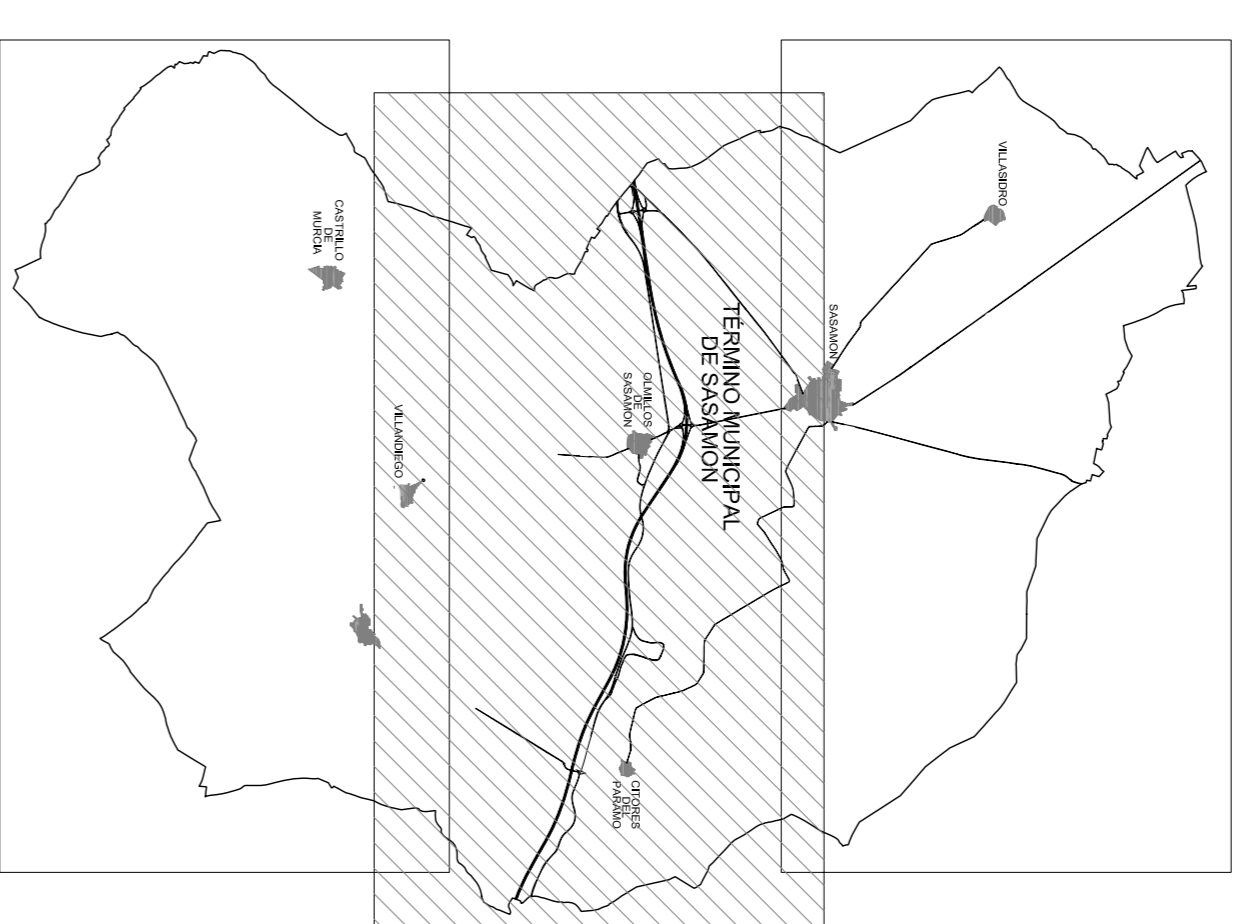 VILLASIDRO
SASAMON
TÉRMINO MUNICIPAL
DE SASAMON
OLMILLOS
DE
SASAMON
CITORES
DEL
PARAMO
CASTRILLO
DE
MURCIA
VILLANDIEGO